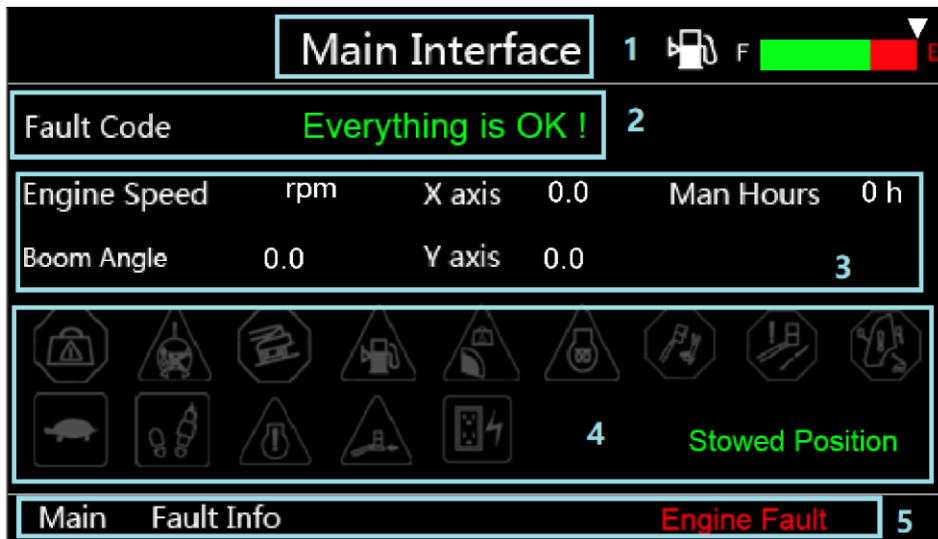 Main Interface 1 F E
Fault Code Everything is OK ! 2
Engine Speed rpm X axis 0.0 Man Hours 0 h
Boom Angle 0.0 Y axis 0.0 3
4 Stowed Position
Main Fault Info Engine Fault 5